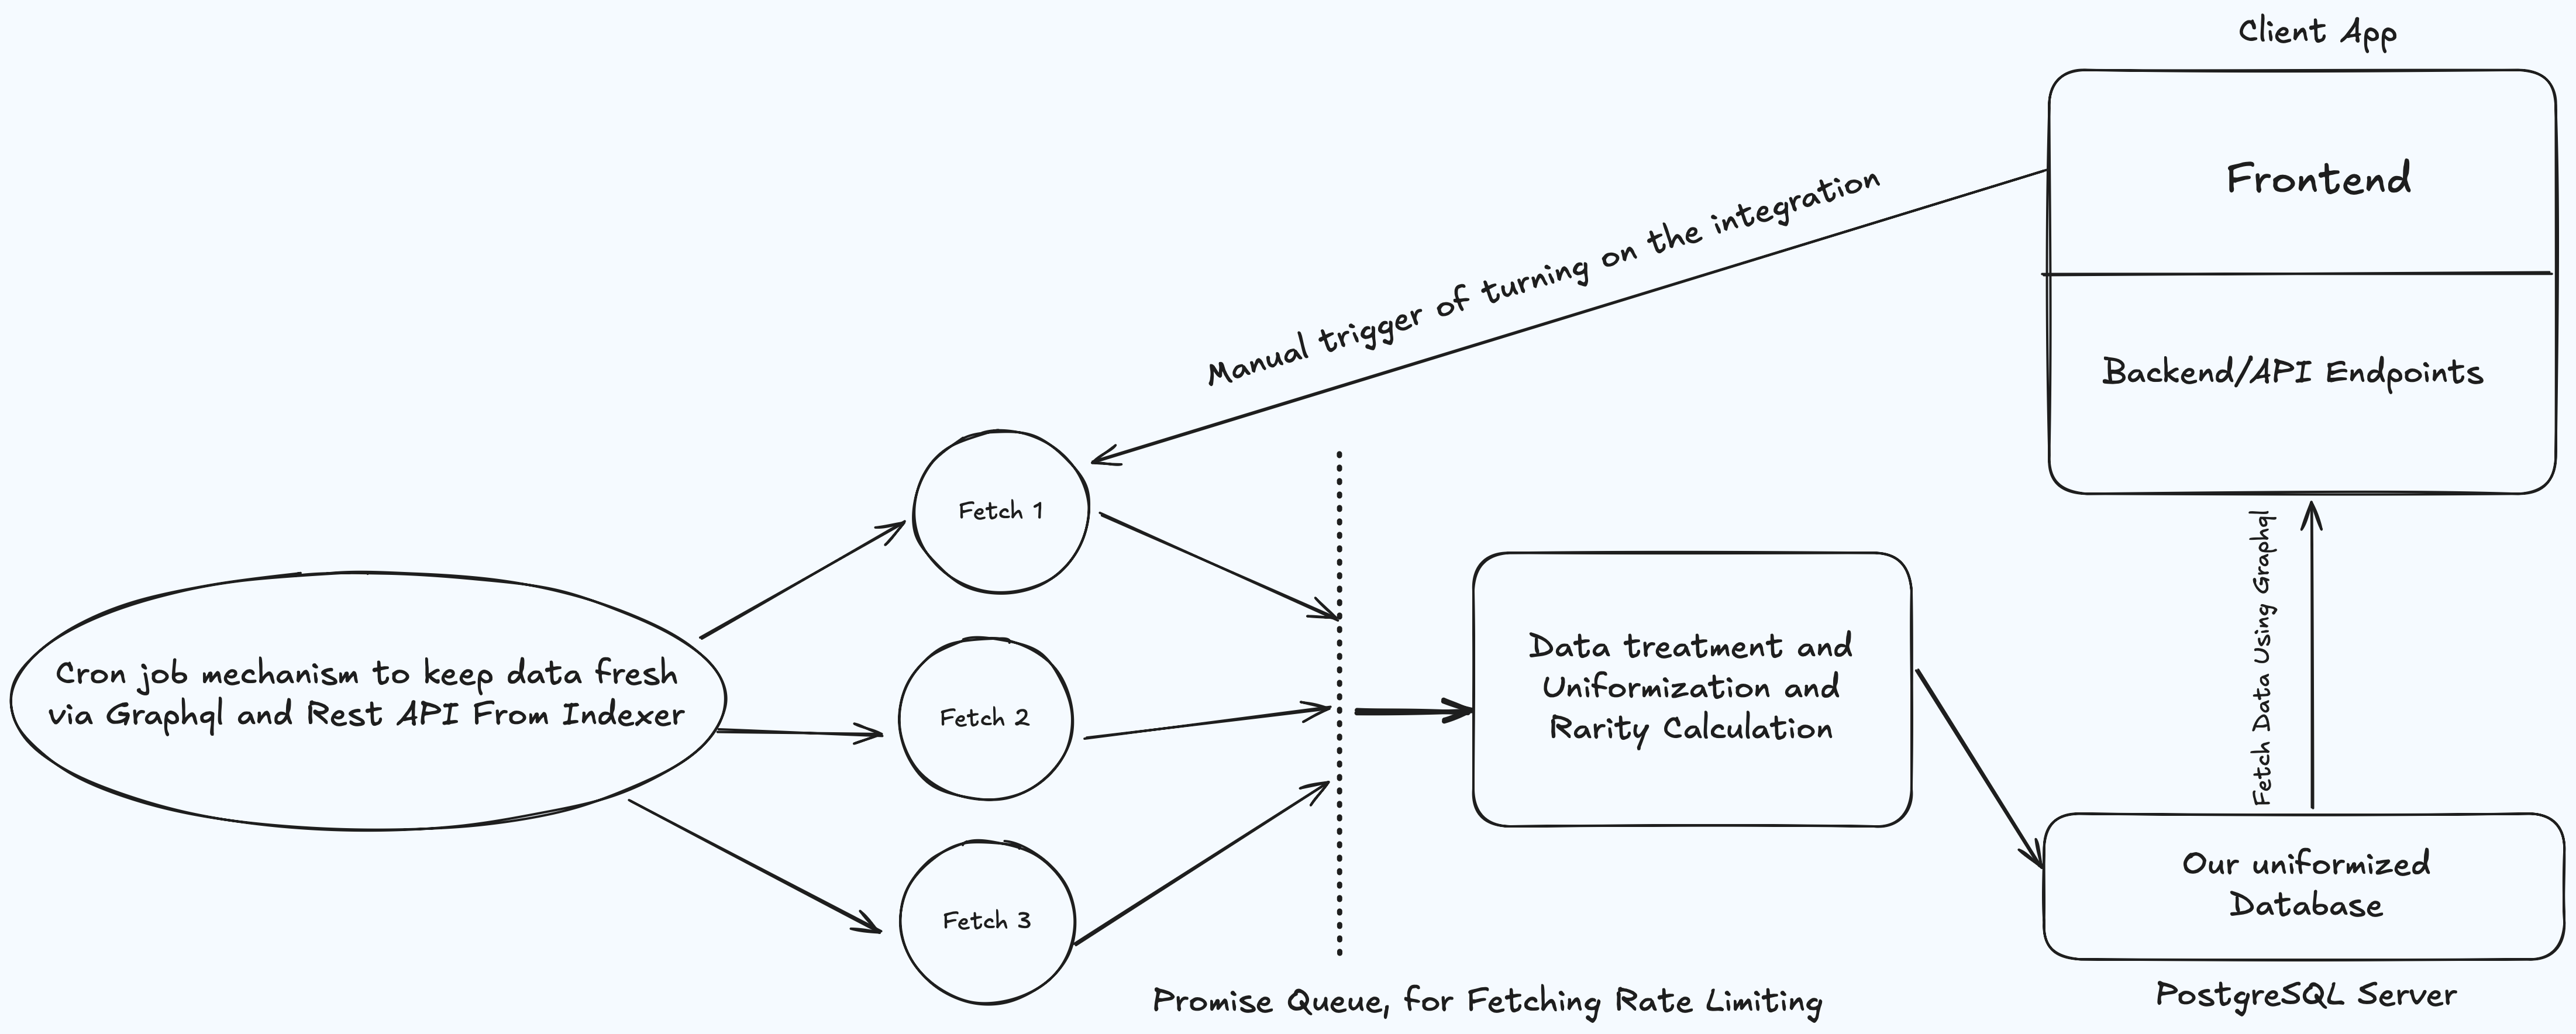 Client App
Frontend
Backend/API Endpoints
Manual trigger of turning on the integration
Fetch 1
Cron job mechanism to keep data fresh
via Graphql and Rest API From Indexer
Fetch 2
Fetch 3
Data treatment and
Uniformization and
Rarity Calculation
Fetch Data Using Graphql
Our uniformized
Database
Promise Queue, for Fetching Rate Limiting
PostgreSQL Server